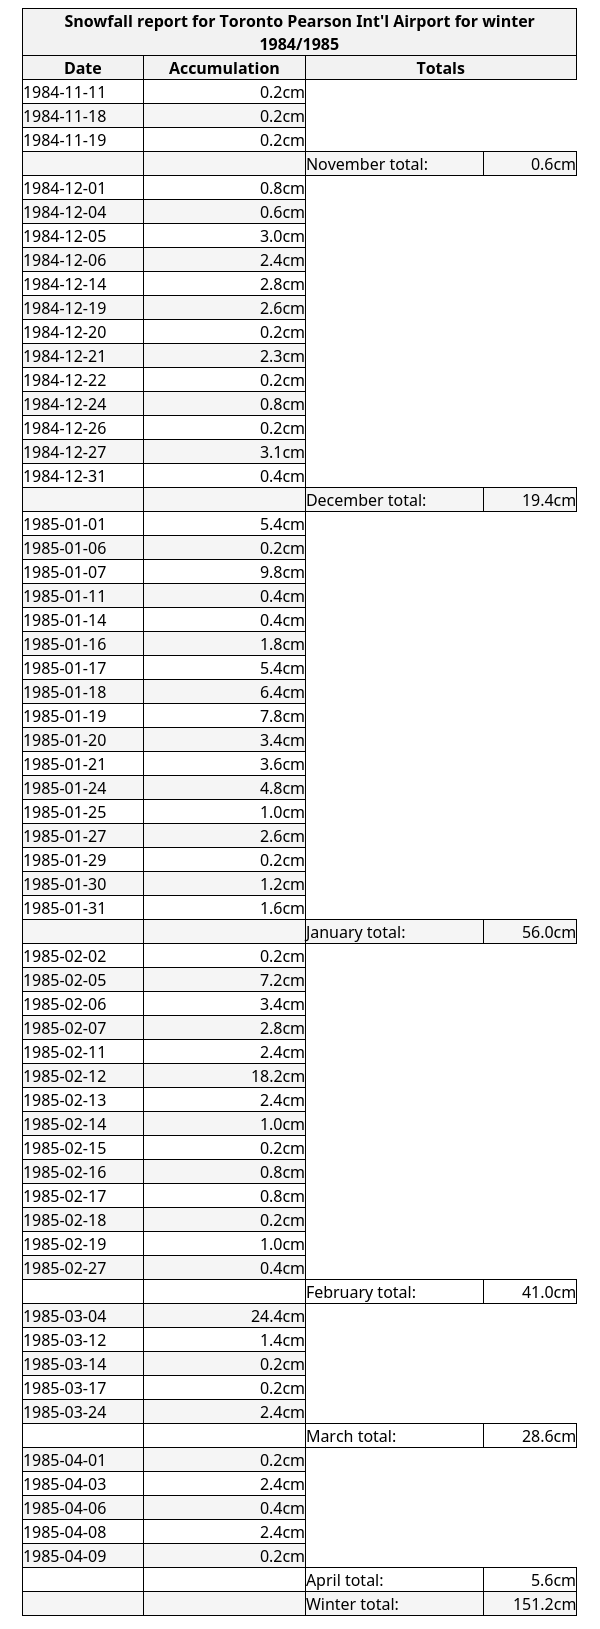 Snowfall report for Toronto Pearson Int'l Airport for winter
1984/1985
Date Accumulation Totals
1984-11-11 0.2cm
1984-11-18 0.2cm
1984-11-19 0.2cm
November total: 0.6cm
1984-12-01 0.8cm
1984-12-04 0.6cm
1984-12-05 3.0cm
1984-12-06 2.4cm
1984-12-14 2.8cm
1984-12-19 2.6cm
1984-12-20 0.2cm
1984-12-21 2.3cm
1984-12-22 0.2cm
1984-12-24 0.8cm
1984-12-26 0.2cm
1984-12-27 3.1cm
1984-12-31 0.4cm
December total: 19.4cm
1985-01-01 5.4cm
1985-01-06 0.2cm
1985-01-07 9.8cm
1985-01-11 0.4cm
1985-01-14 0.4cm
1985-01-16 1.8cm
1985-01-17 5.4cm
1985-01-18 6.4cm
1985-01-19 7.8cm
1985-01-20 3.4cm
1985-01-21 3.6cm
1985-01-24 4.8cm
1985-01-25 1.0cm
1985-01-27 2.6cm
1985-01-29 0.2cm
1985-01-30 1.2cm
1985-01-31 1.6cm
January total: 56.0cm
1985-02-02 0.2cm
1985-02-05 7.2cm
1985-02-06 3.4cm
1985-02-07 2.8cm
1985-02-11 2.4cm
1985-02-12 18.2cm
1985-02-13 2.4cm
1985-02-14 1.0cm
1985-02-15 0.2cm
1985-02-16 0.8cm
1985-02-17 0.8cm
1985-02-18 0.2cm
1985-02-19 1.0cm
1985-02-27 0.4cm
February total: 41.0cm
1985-03-04 24.4cm
1985-03-12 1.4cm
1985-03-14 0.2cm
1985-03-17 0.2cm
1985-03-24 2.4cm
March total: 28.6cm
1985-04-01 0.2cm
1985-04-03 2.4cm
1985-04-06 0.4cm
1985-04-08 2.4cm
1985-04-09 0.2cm
April total: 5.6cm
Winter total: 151.2cm